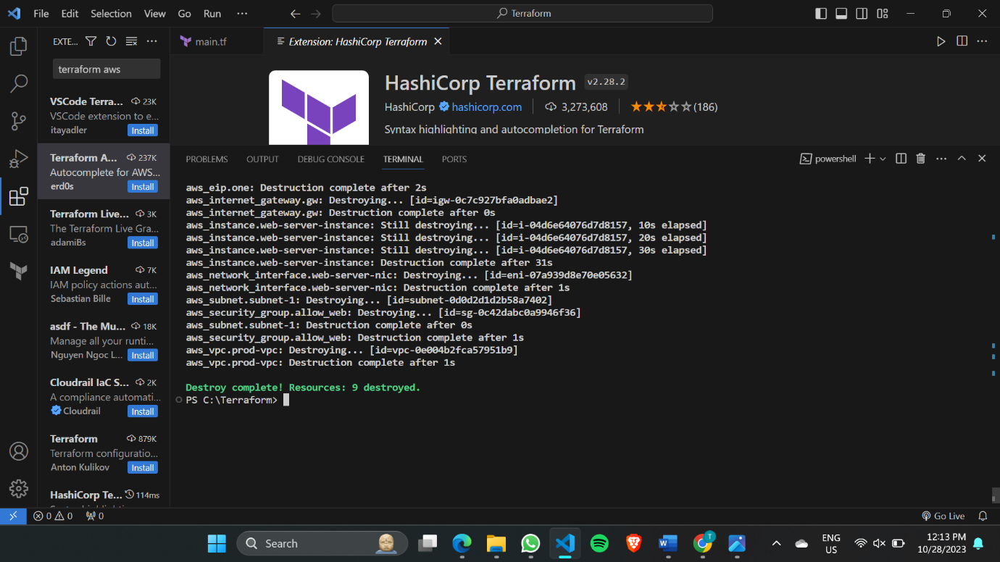 File Edit Selection View Go Run ···
Terraform
EXTE...
terraform aws
VSCode Terra... 23K
VSCode extension to e...
itayadler Install
Terraform A... 237K
Autocomplete for AWS...
erd0s Install
Terraform Live... 3K
The Terraform Live Gra...
adamiBs Install
IAM Legend 7K
IAM policy actions aut...
Sebastian Bille Install
asdf - The Mu... 18K
Manage all your runti...
Nguyen Ngoc L... Install
Cloudrail IaC S... 2K
A compliance automati...
Cloudrail Install
Terraform 879K
Terraform configuratio...
Anton Kulikov Install
HashiCorp Te... 114ms
main.tf
Extension: HashiCorp Terraform
HashiCorp Terraform v2.28.2
HashiCorp hashicorp.com 3,273,608 (186)
Syntax highlighting and autocompletion for Terraform
PROBLEMS OUTPUT DEBUG CONSOLE TERMINAL PORTS
powershell
aws_eip.one: Destruction complete after 2s
aws_internet_gateway.gw: Destroying... [id=igw-0c7c927bfa0adbae2]
aws_internet_gateway.gw: Destruction complete after 0s
aws_instance.web-server-instance: Still destroying... [id=i-04d6e64076d7d8157, 10s elapsed]
aws_instance.web-server-instance: Still destroying... [id=i-04d6e64076d7d8157, 20s elapsed]
aws_instance.web-server-instance: Still destroying... [id=i-04d6e64076d7d8157, 30s elapsed]
aws_instance.web-server-instance: Destruction complete after 31s
aws_network_interface.web-server-nic: Destroying... [id=eni-07a939d8e70e05632]
aws_network_interface.web-server-nic: Destruction complete after 1s
aws_subnet.subnet-1: Destroying... [id=subnet-0d0d2d1d2b58a7402]
aws_security_group.allow_web: Destroying... [id=sg-0c42dabc0a9946f36]
aws_subnet.subnet-1: Destruction complete after 0s
aws_security_group.allow_web: Destruction complete after 1s
aws_vpc.prod-vpc: Destroying... [id=vpc-0e004b2fca57951b9]
aws_vpc.prod-vpc: Destruction complete after 1s
Destroy complete! Resources: 9 destroyed.
PS C:\Terraform>
0 0 0
Go Live
Search
ENG
US
12:13 PM
10/28/2023